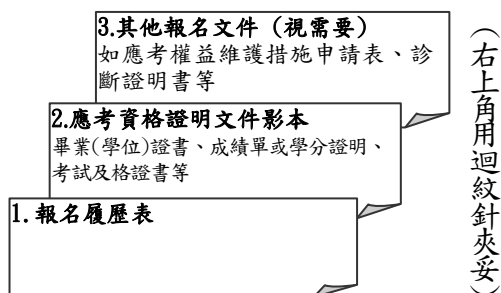 3.其他報名文件（視需要）
如應考權益維護措施申請表、診
斷證明書等
2.應考資格證明文件影本
畢業(學位)證書、成績單或學分證明、
考試及格證書等
1.報名履歷表
（右上角用迴紋針夾妥）